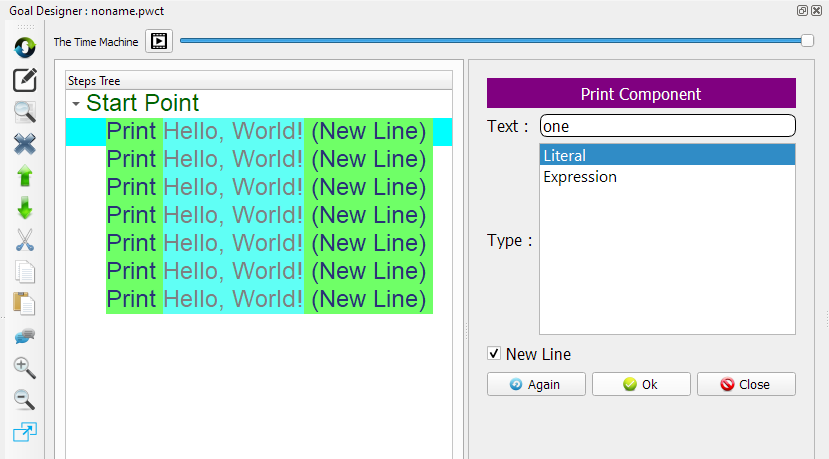 Goal Designer : noname.pwct
The Time Machine
Steps Tree
Start Point
Print Hello, World! (New Line)
Print Hello, World! (New Line)
Print Hello, World! (New Line)
Print Hello, World! (New Line)
Print Hello, World! (New Line)
Print Hello, World! (New Line)
Print Hello, World! (New Line)
Print Component
Text : one
Literal
Expression
Type :
New Line
Again Ok Close